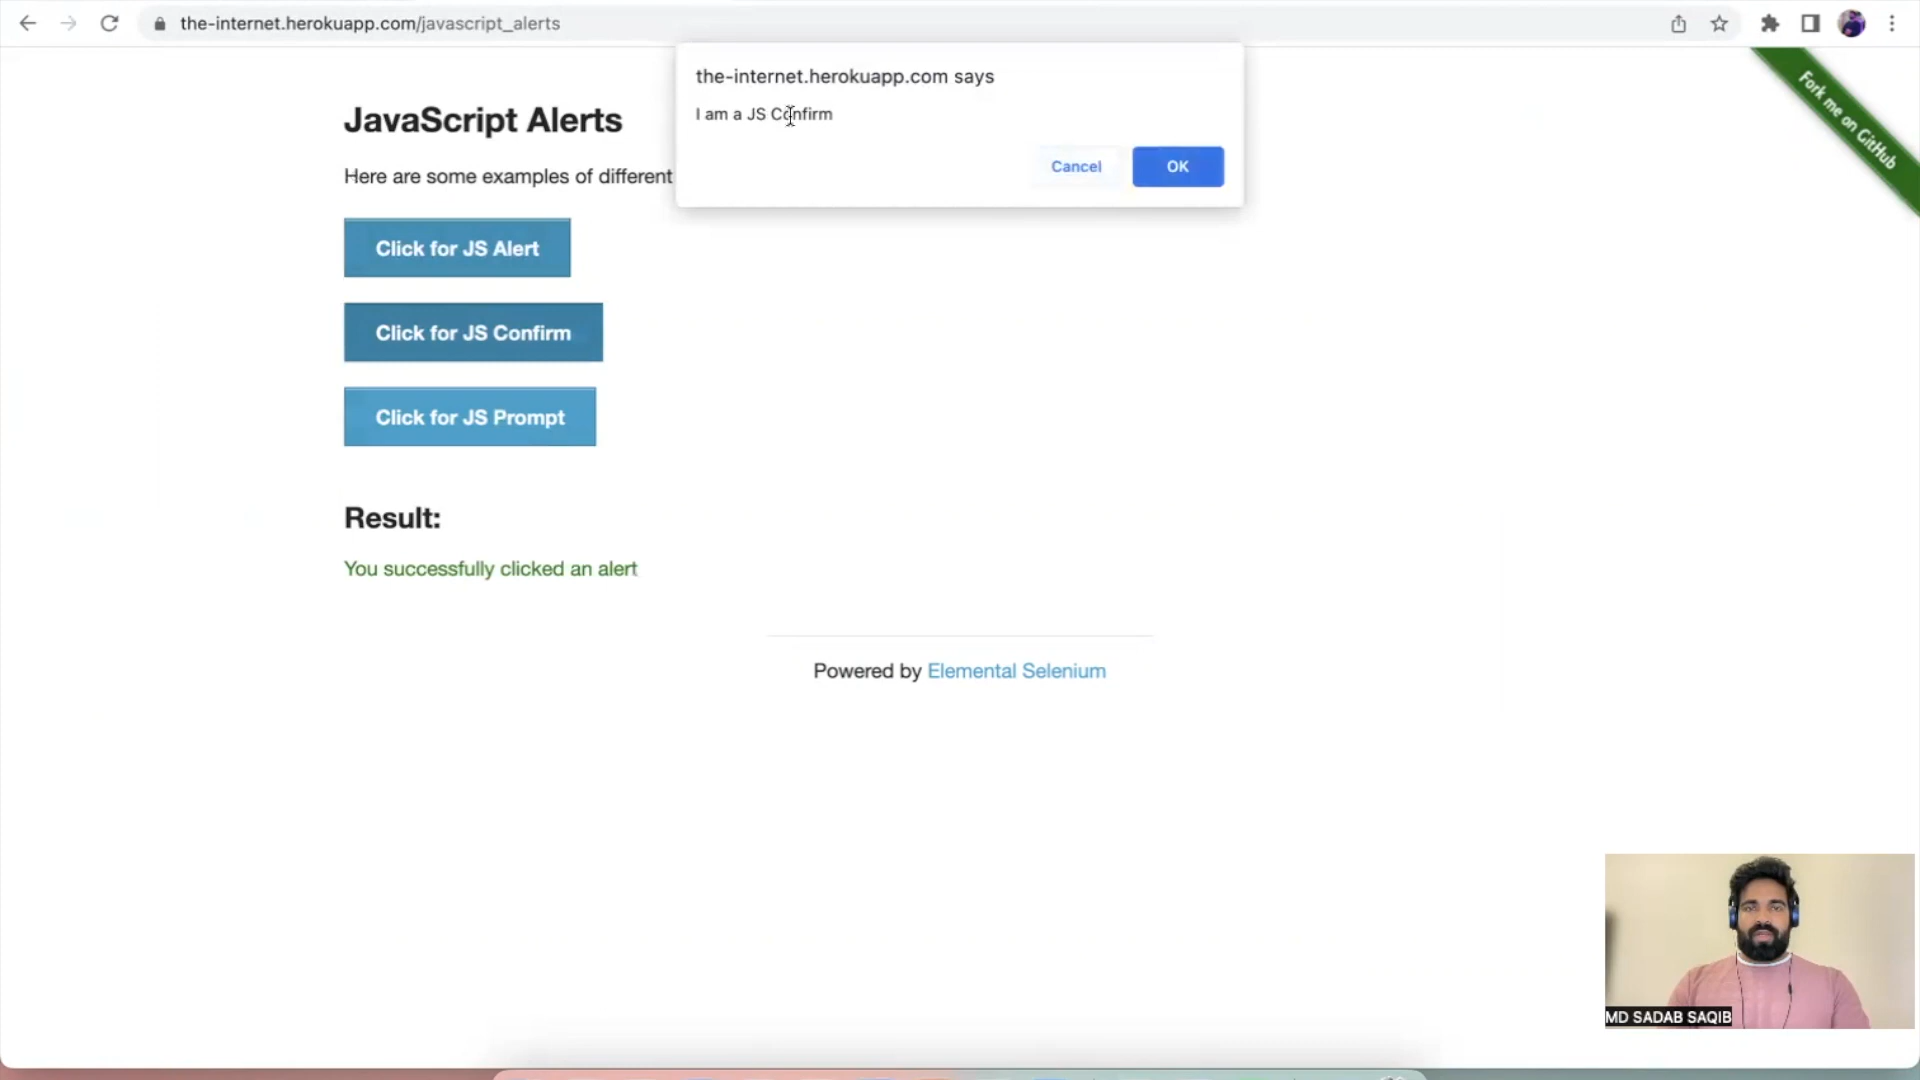 the-internet.herokuapp.com/javascript_alerts
the-internet.herokuapp.com says
I am a JS Confirm
Cancel
OK
Fork me on GitHub
JavaScript Alerts
Here are some examples of different
Click for JS Alert
Click for JS Confirm
Click for JS Prompt
Result:
You successfully clicked an alert
Powered by Elemental Selenium
MD SADAB SAQIB